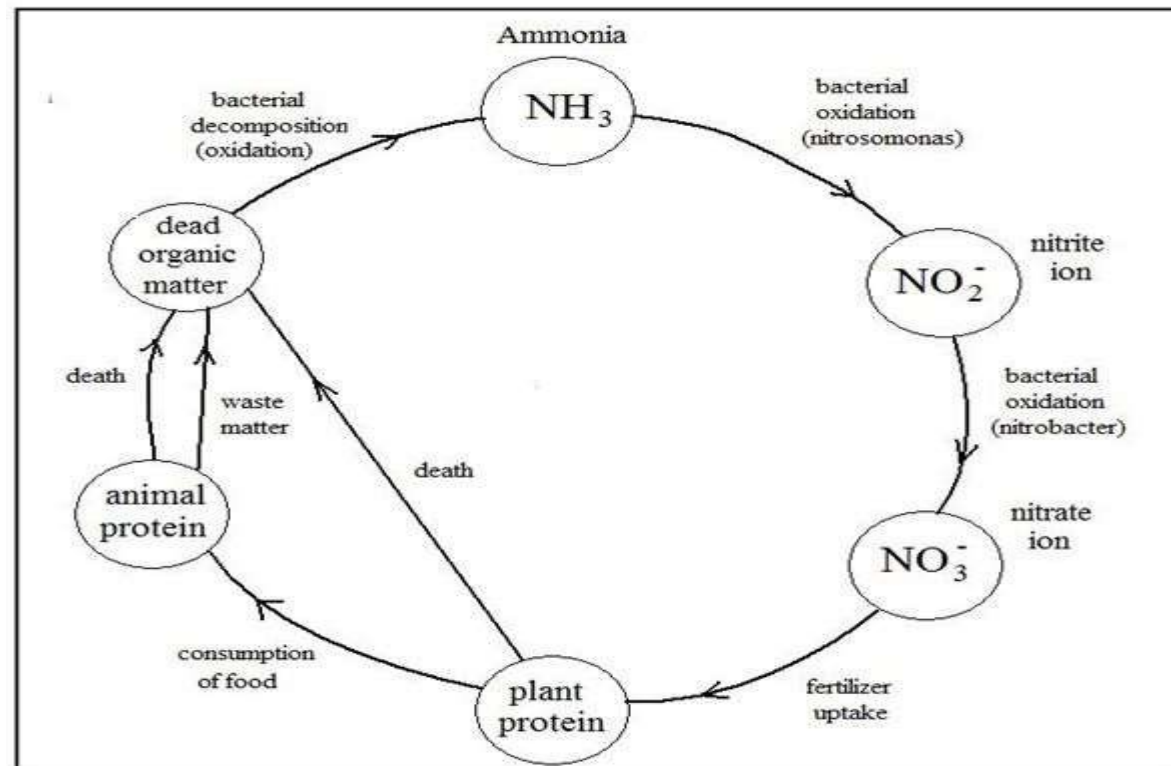 Ammonia
NH₃
bacterial
decomposition
(oxidation)
bacterial
oxidation
(nitrosomonas)
dead
organic
matter
nitrite
ion
NO₂⁻
death
waste
matter
bacterial
oxidation
(nitrobacter)
death
animal
protein
nitrate
ion
NO₃⁻
consumption
of food
plant
protein
fertilizer
uptake